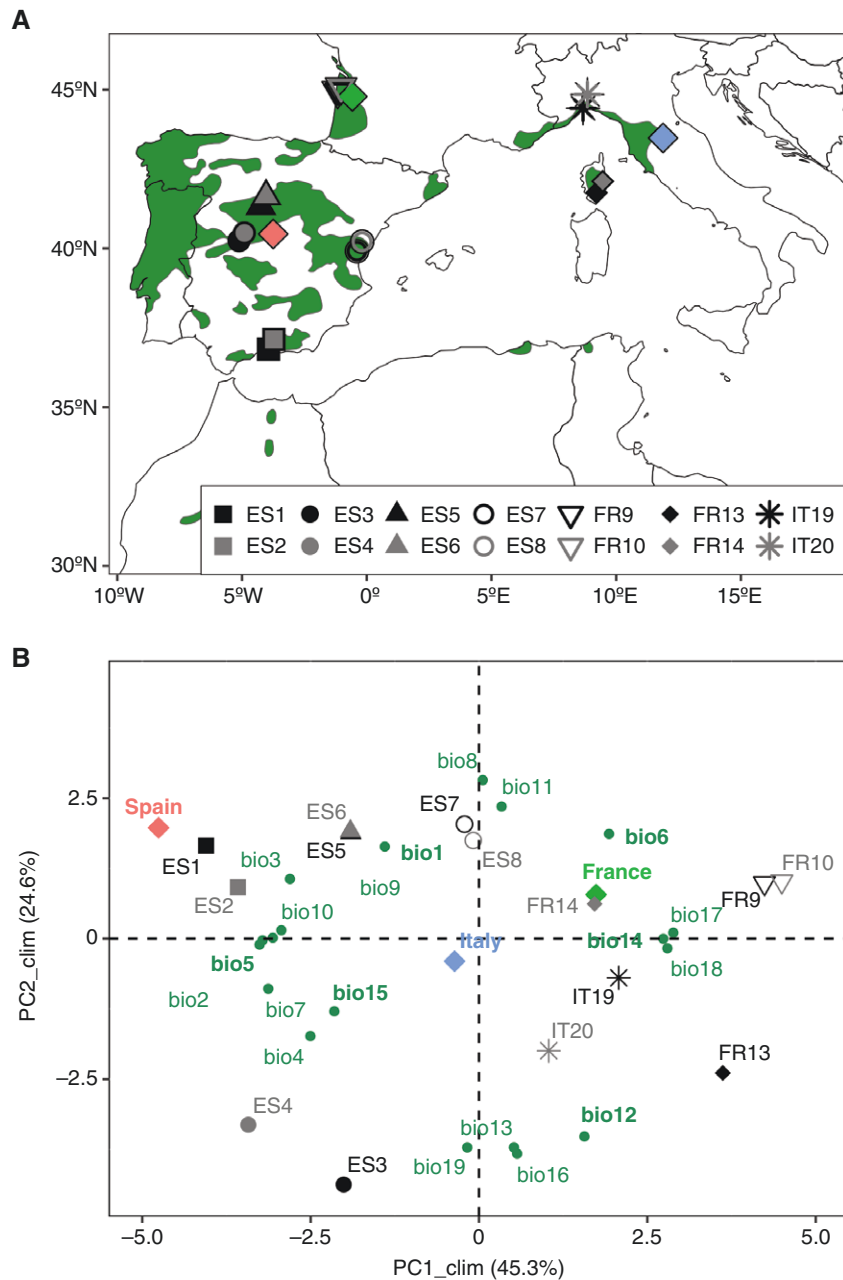 A
45ºN
40ºN
35ºN
30ºN
ES1 ES3 ES5 ES7 FR9 FR13 IT19
ES2 ES4 ES6 ES8 FR10 FR14 IT20
10ºW 5ºW 0º 5ºE 10ºE 15ºE
B
PC2_clim (24.6%)
2.5
0
−2.5
bio8
bio11
Spain
ES6
ES7
ES1
ES5
bio1
ES8
bio6
bio3
France
FR10
ES2
bio9
FR14
FR9
bio10
bio17
bio5
Italy
bio14
bio18
bio2
bio7
bio15
IT19
bio4
IT20
FR13
ES4
bio13
bio12
ES3
bio19
bio16
−5.0 −2.5 0 2.5 5.0
PC1_clim (45.3%)